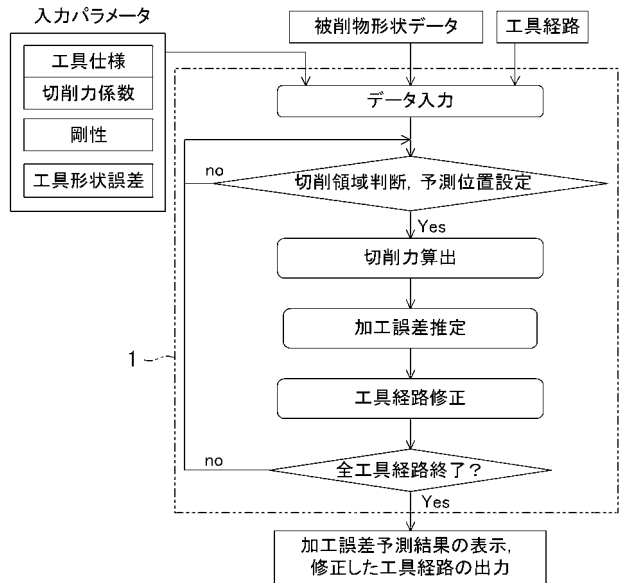 入力パラメータ
工具仕様
切削力係数
剛性
工具形状誤差
被削物形状データ
工具経路
データ入力
no
切削領域判断, 予測位置設定
Yes
切削力算出
加工誤差推定
1
工具経路修正
no
全工具経路終了?
Yes
加工誤差予測結果の表示,
修正した工具経路の出力